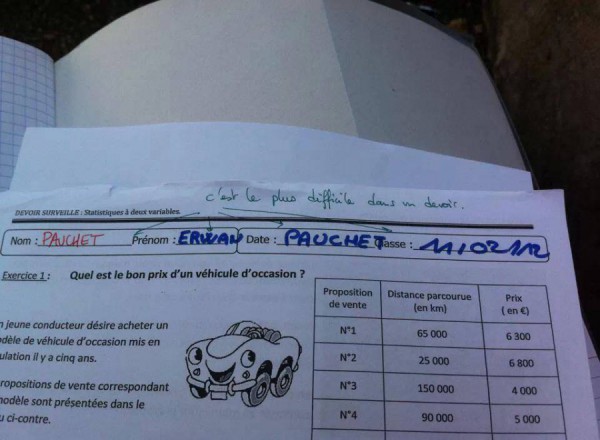 c'est le plus difficile dans un devoir.
DEVOIR SURVEILLE : Statistiques à deux variables.
Nom : PAUCHET Prénom : ERWAN Date : PAUCHET Classe : 11/02/12
Exercice 1 : Quel est le bon prix d'un véhicule d'occasion ?
n jeune conducteur désire acheter un
odèle de véhicule d'occasion mis en
ulation il y a cinq ans.
ropositions de vente correspondant
modèle sont présentées dans le
u ci-contre.
Proposition de vente Distance parcourue (en km) Prix ( en €)
N°1 65 000 6 300
N°2 25 000 6 800
N°3 150 000 4 000
N°4 90 000 5 000